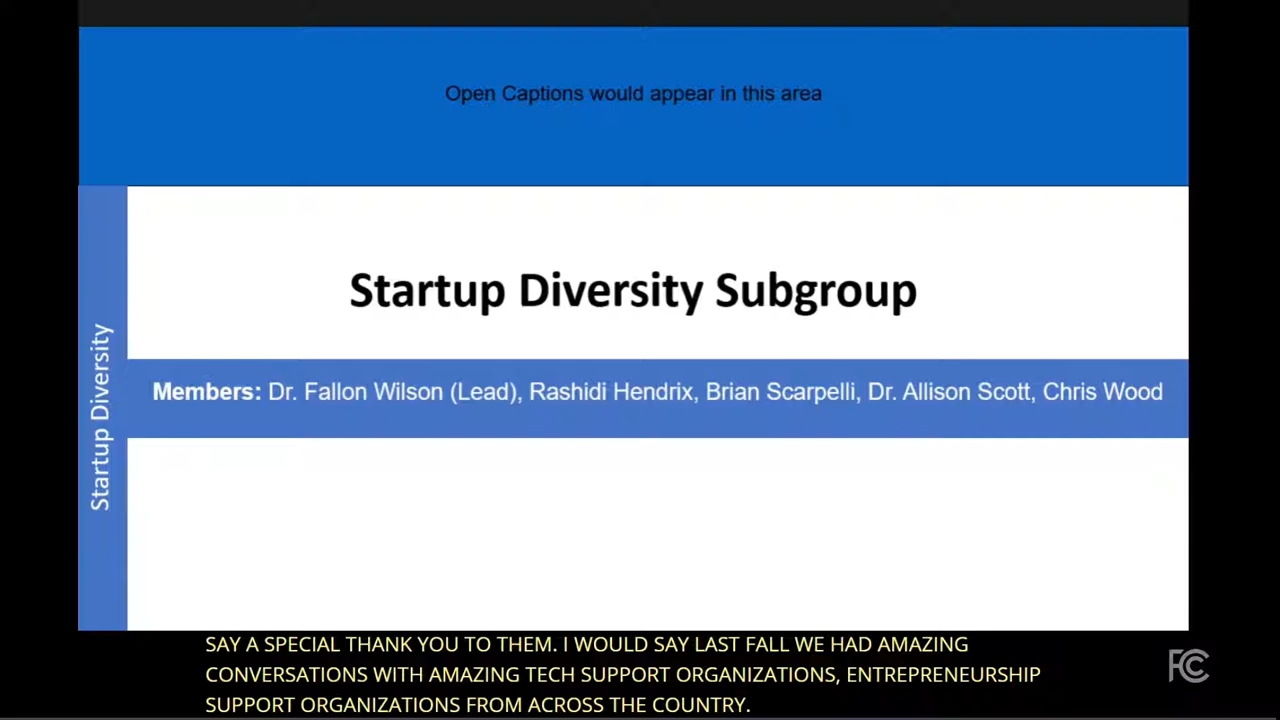 Open Captions would appear in this area
Startup Diversity Subgroup
Startup Diversity
Members: Dr. Fallon Wilson (Lead), Rashidi Hendrix, Brian Scarpelli, Dr. Allison Scott, Chris Wood
SAY A SPECIAL THANK YOU TO THEM. I WOULD SAY LAST FALL WE HAD AMAZING
CONVERSATIONS WITH AMAZING TECH SUPPORT ORGANIZATIONS, ENTREPRENEURSHIP
SUPPORT ORGANIZATIONS FROM ACROSS THE COUNTRY.
FCC